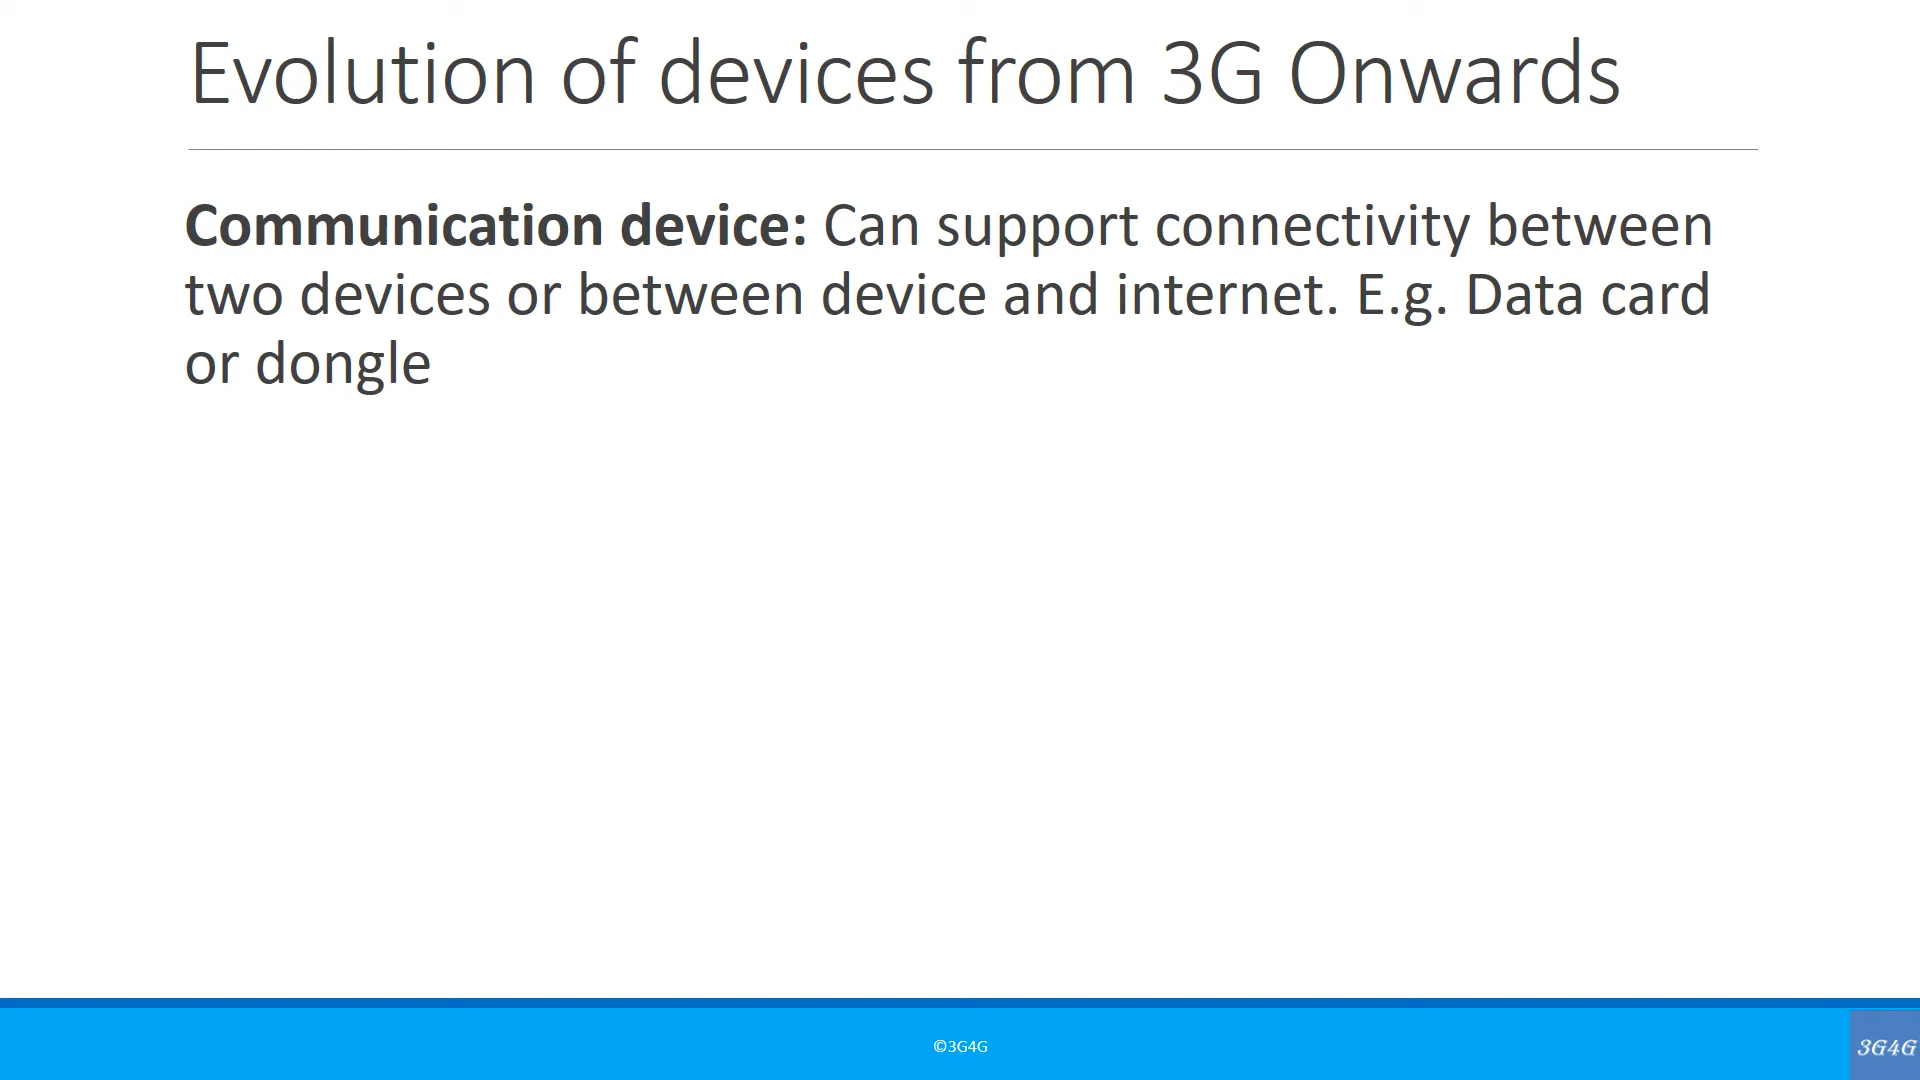 Evolution of devices from 3G Onwards
Communication device: Can support connectivity between
two devices or between device and internet. E.g. Data card
or dongle
©3G4G
3G4G